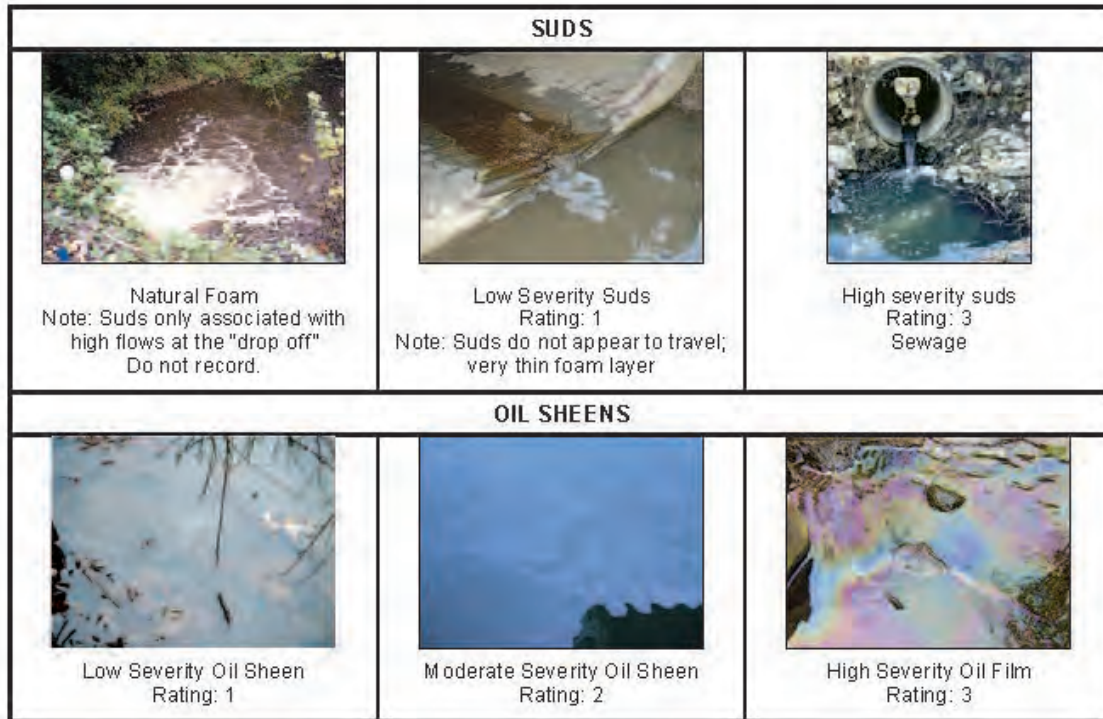 SUDS
Natural Foam
Note: Suds only associated with
high flows at the "drop off"
Do not record.
Low Severity Suds
Rating: 1
Note: Suds do not appear to travel;
very thin foam layer
High severity suds
Rating: 3
Sewage
OIL SHEENS
Low Severity Oil Sheen
Rating: 1
Moderate Severity Oil Sheen
Rating: 2
High Severity Oil Film
Rating: 3